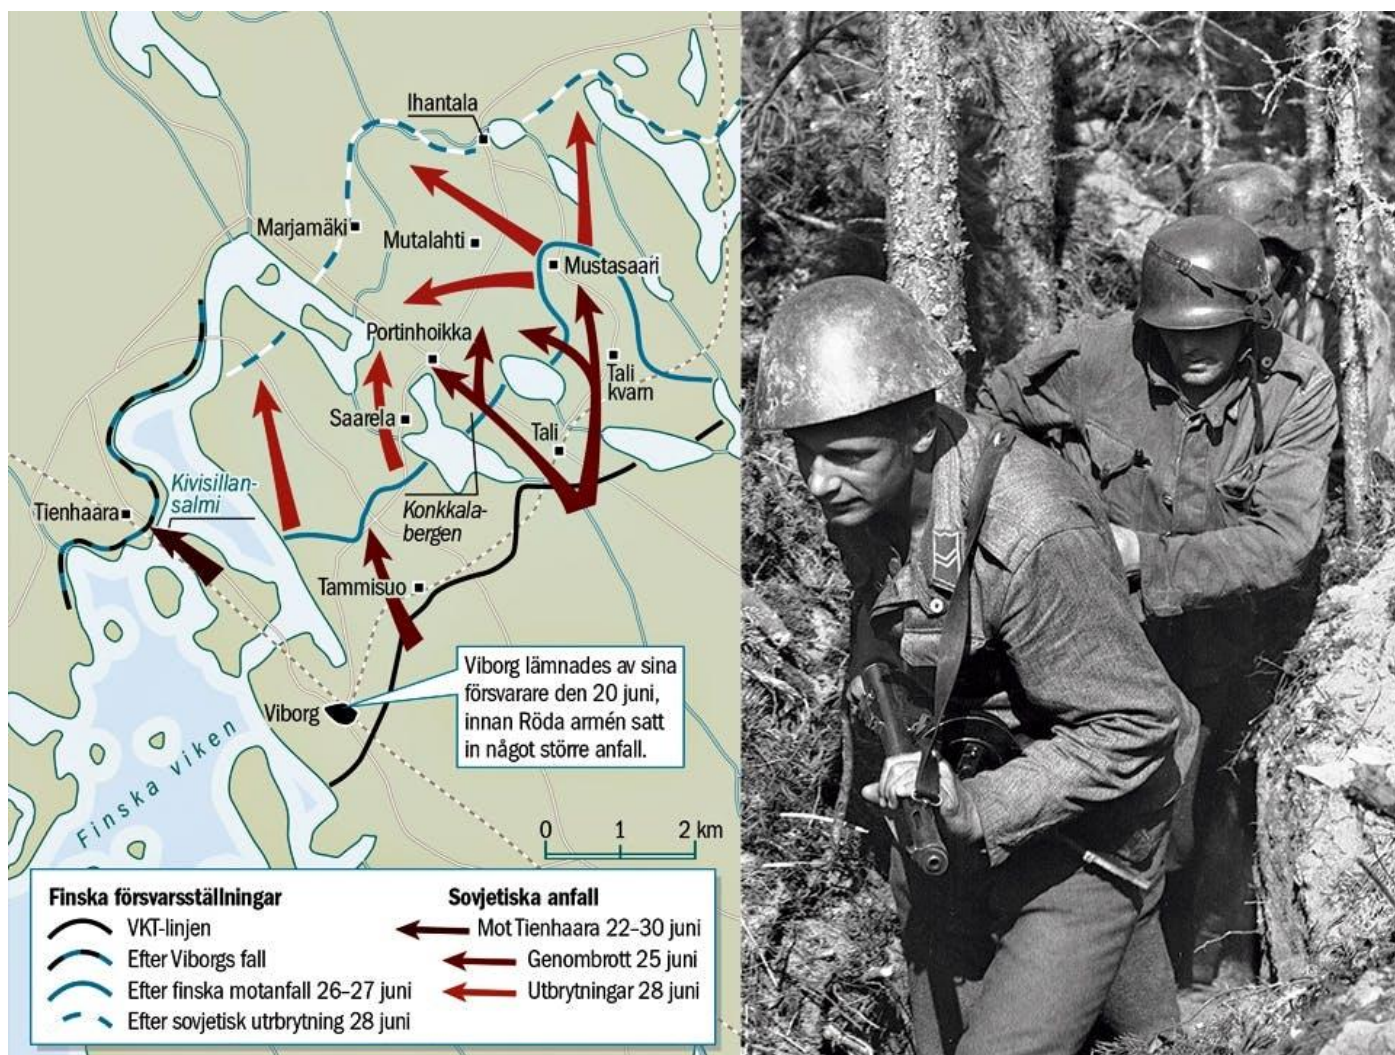 Ihantala
Marjamäki
Mutalahti
Mustasaari
Portinhoikka
Tali
kvarn
Saarela
Tali
Kivisillan-
salmi
Tienhaara
Konkkala-
bergen
Tammisuo
Viborg lämnades av sina
försvarare den 20 juni,
innan Röda armén satt
in något större anfall.
Viborg
Finska viken
0 1 2 km
Finska försvarsställningar
VKT-linjen
Efter Viborgs fall
Efter finska motanfall 26–27 juni
Efter sovjetisk utrbrytning 28 juni
Sovjetiska anfall
Mot Tienhaara 22–30 juni
Genombrott 25 juni
Utbrytningar 28 juni